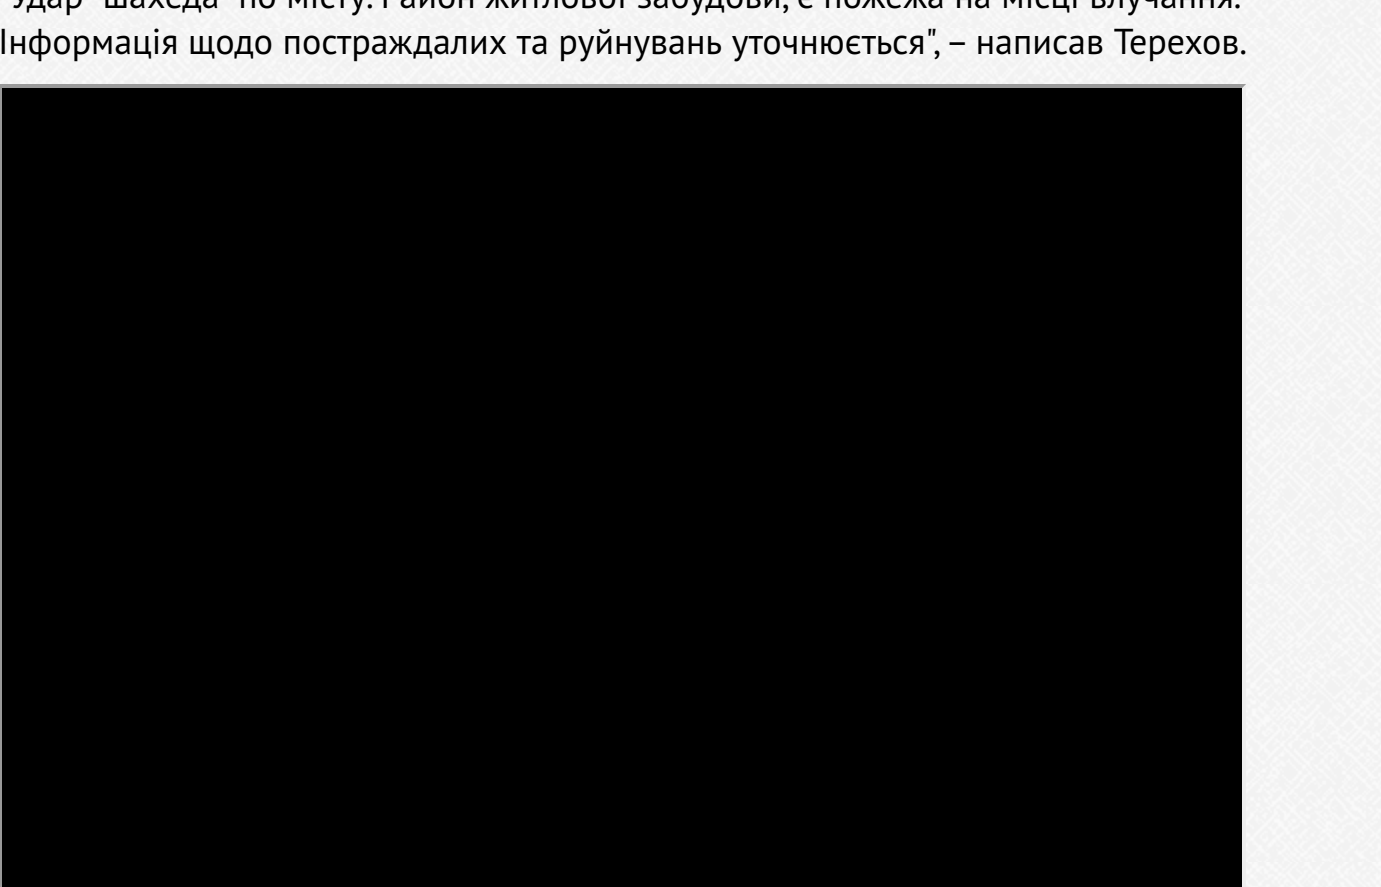 "Удар "шахеда" по місту. Район житлової забудови, є пожежа на місці влучання.
Інформація щодо постраждалих та руйнувань уточнюється", – написав Терехов.